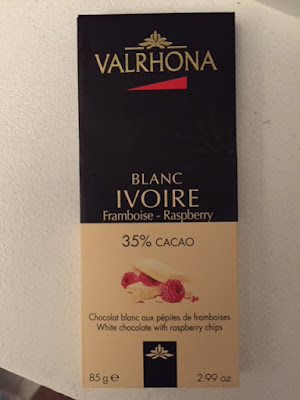 VALRHONA
BLANC
IVOIRE
Framboise - Raspberry
35% CACAO
Chocolat blanc aux pépites de framboises
White chocolate with raspberry chips
85 g e 2.99 oz